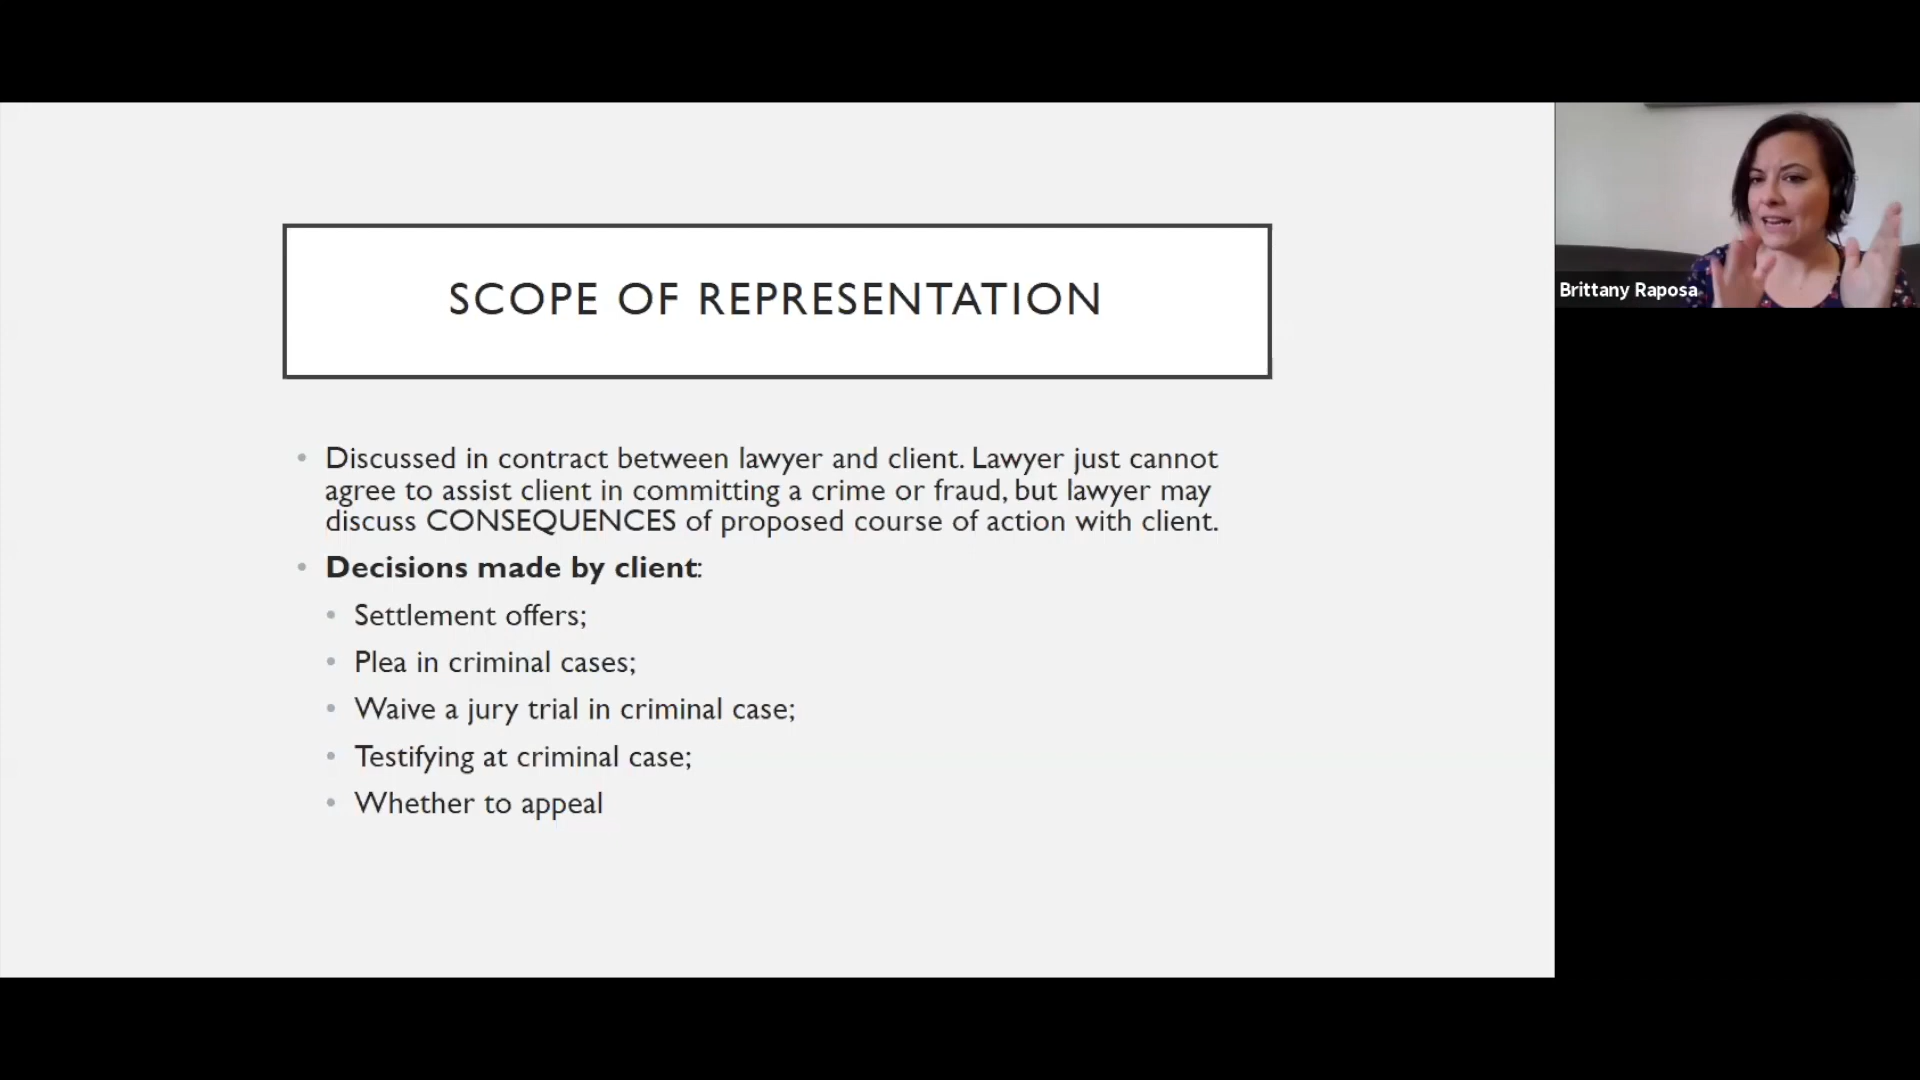 SCOPE OF REPRESENTATION
• Discussed in contract between lawyer and client. Lawyer just cannot
agree to assist client in committing a crime or fraud, but lawyer may
discuss CONSEQUENCES of proposed course of action with client.
• Decisions made by client:
• Settlement offers;
• Plea in criminal cases;
• Waive a jury trial in criminal case;
• Testifying at criminal case;
• Whether to appeal
Brittany Raposa